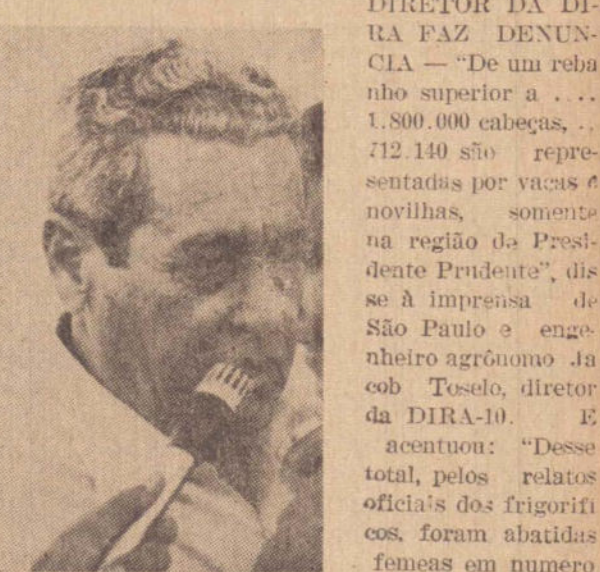 DIRETOR DA DI-
RA FAZ DENUN-
CIA — "De um reba
nho superior a ....
1.800.000 cabeças, ..
712.140 são repre-
sentadas por vacas e
novilhas, somente
na região da Presi-
dente Prudente", dis
se à imprensa de
São Paulo e enge-
nheiro agrônomo Ja
cob Toselo, diretor
da DIRA-10. E
acentuou: "Desse
total, pelos relatos
oficiais dos frigorifi
cos, foram abatidas
femeas em numero